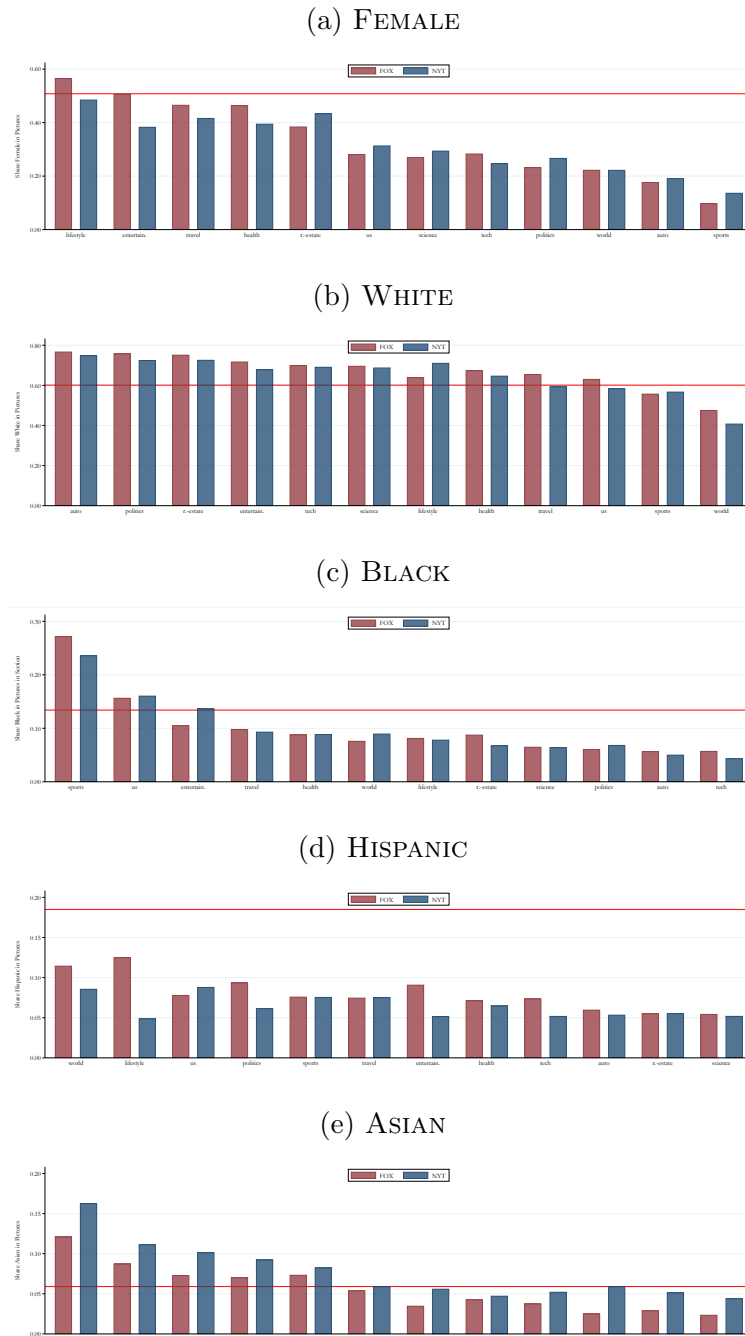 (a) FEMALE
FOX NYT
Share Female in Pictures
0.60
0.40
0.20
0.00
lifestyle entertain. travel health r.-estate us science tech politics world auto sports
(b) WHITE
FOX NYT
Share White in Pictures
0.80
0.60
0.40
0.20
0.00
auto politics r.-estate entertain. tech science lifestyle health travel us sports world
(c) BLACK
FOX NYT
Share Black in Pictures in Section
0.30
0.20
0.10
0.00
sports us entertain. travel health world lifestyle r.-estate science politics auto tech
(d) HISPANIC
FOX NYT
Share Hispanic in Pictures
0.20
0.15
0.10
0.05
0.00
world lifestyle us politics sports travel entertain. health tech auto r.-estate science
(e) ASIAN
FOX NYT
Share Asian in Pictures
0.20
0.15
0.10
0.05
0.00